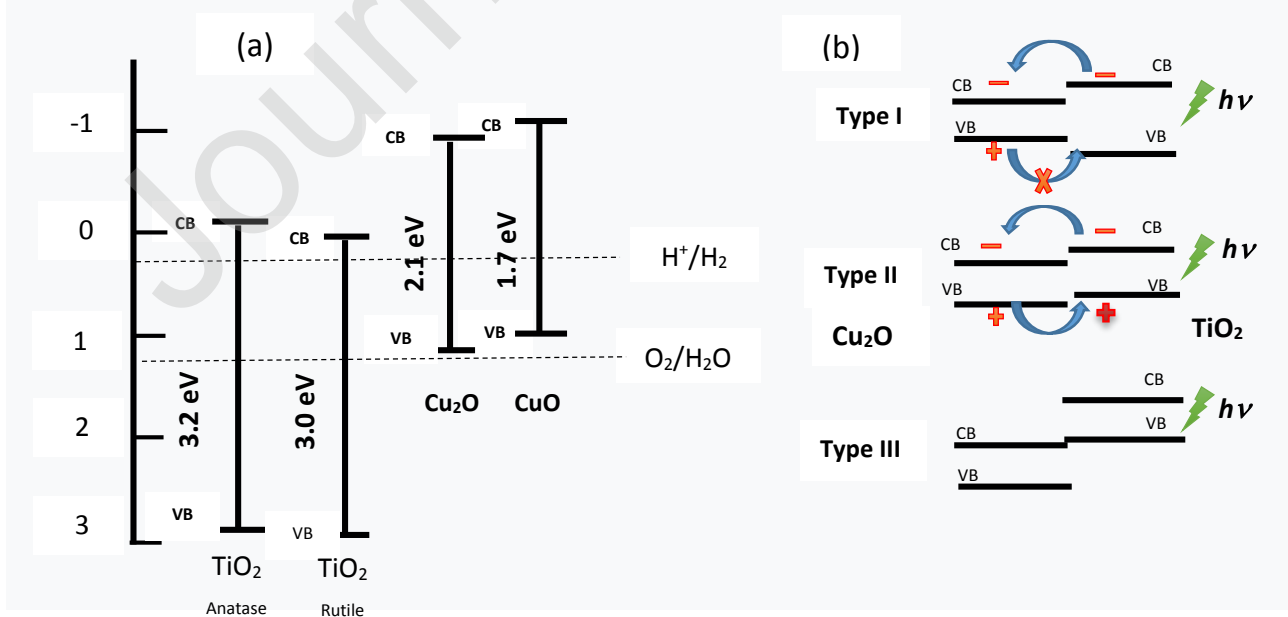 Journ
(a)
(b)
-1
0
1
2
3
CB
CB
CB
CB
3.2 eV
3.0 eV
2.1 eV
1.7 eV
VB
VB
VB
VB
TiO₂
Anatase
TiO₂
Rutile
Cu₂O
CuO
H⁺/H₂
O₂/H₂O
Type I
CB
CB
VB
VB
hν
Type II
CB
CB
VB
VB
hν
Cu₂O
TiO₂
Type III
CB
CB
VB
VB
hν